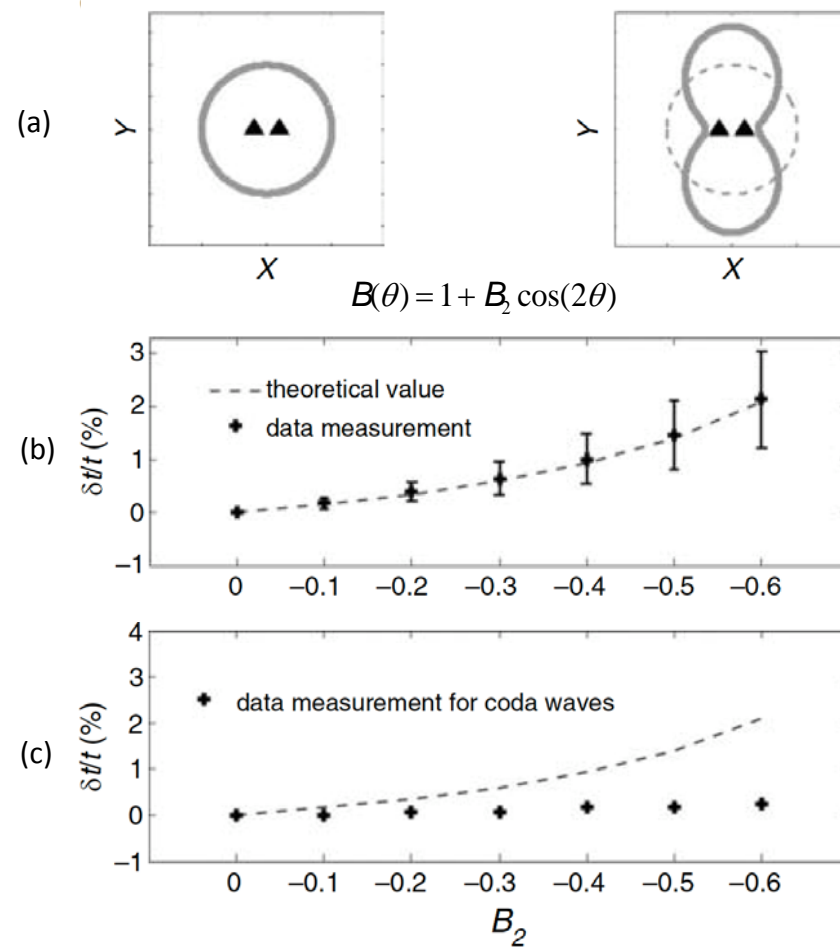 (a)
Y
X
Y
X
B(θ) = 1 + B₂ cos(2θ)
(b)
δt/t (%)
3
2
1
0
−1
theoretical value
data measurement
0 −0.1 −0.2 −0.3 −0.4 −0.5 −0.6
(c)
δt/t (%)
4
3
2
1
0
−1
data measurement for coda waves
0 −0.1 −0.2 −0.3 −0.4 −0.5 −0.6
B₂